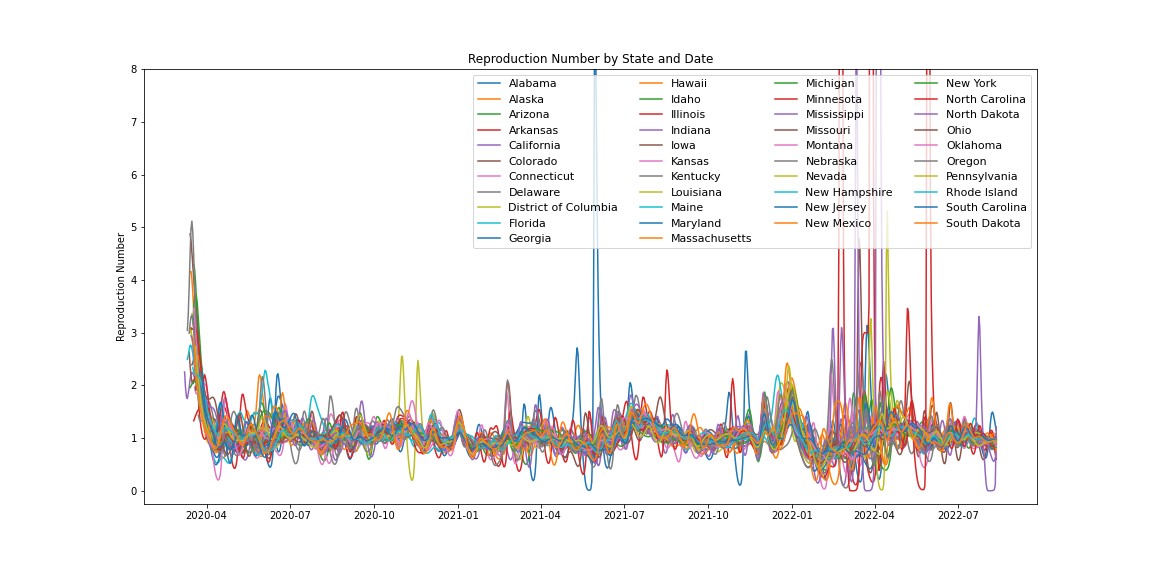 Reproduction Number by State and Date
Reproduction Number
8
7
6
5
4
3
2
1
0
2020-04
2020-07
2020-10
2021-01
2021-04
2021-07
2021-10
2022-01
2022-04
2022-07
Alabama
Alaska
Arizona
Arkansas
California
Colorado
Connecticut
Delaware
District of Columbia
Florida
Georgia
Hawaii
Idaho
Illinois
Indiana
Iowa
Kansas
Kentucky
Louisiana
Maine
Maryland
Massachusetts
Michigan
Minnesota
Mississippi
Missouri
Montana
Nebraska
Nevada
New Hampshire
New Jersey
New Mexico
New York
North Carolina
North Dakota
Ohio
Oklahoma
Oregon
Pennsylvania
Rhode Island
South Carolina
South Dakota